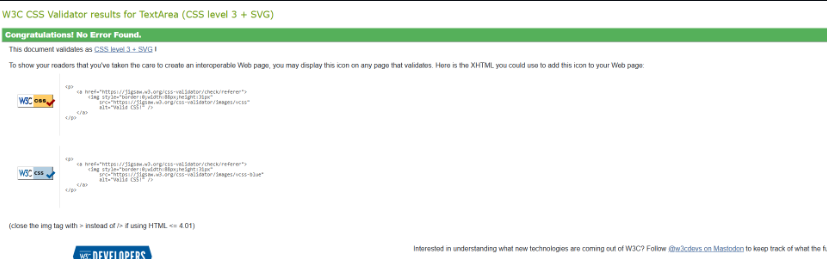 W3C CSS Validator results for TextArea (CSS level 3 + SVG)
Congratulations! No Error Found.
This document validates as CSS level 3 + SVG !
To show your readers that you've taken the care to create an interoperable Web page, you may display this icon on any page that validates. Here is the XHTML you could use to add this icon to your Web page:
W3C css
<p>
<a href="https://jigsaw.w3.org/css-validator/check/referer">
<img style="border:0;width:88px;height:31px"
src="https://jigsaw.w3.org/css-validator/images/vcss"
alt="Valid CSS!" />
</a>
</p>
W3C css
<p>
<a href="https://jigsaw.w3.org/css-validator/check/referer">
<img style="border:0;width:88px;height:31px"
src="https://jigsaw.w3.org/css-validator/images/vcss-blue"
alt="Valid CSS!" />
</a>
</p>
(close the img tag with > instead of /> if using HTML <= 4.01)
W3C DEVELOPERS
Interested in understanding what new technologies are coming out of W3C? Follow @w3cdevs on Mastodon to keep track of what the fu